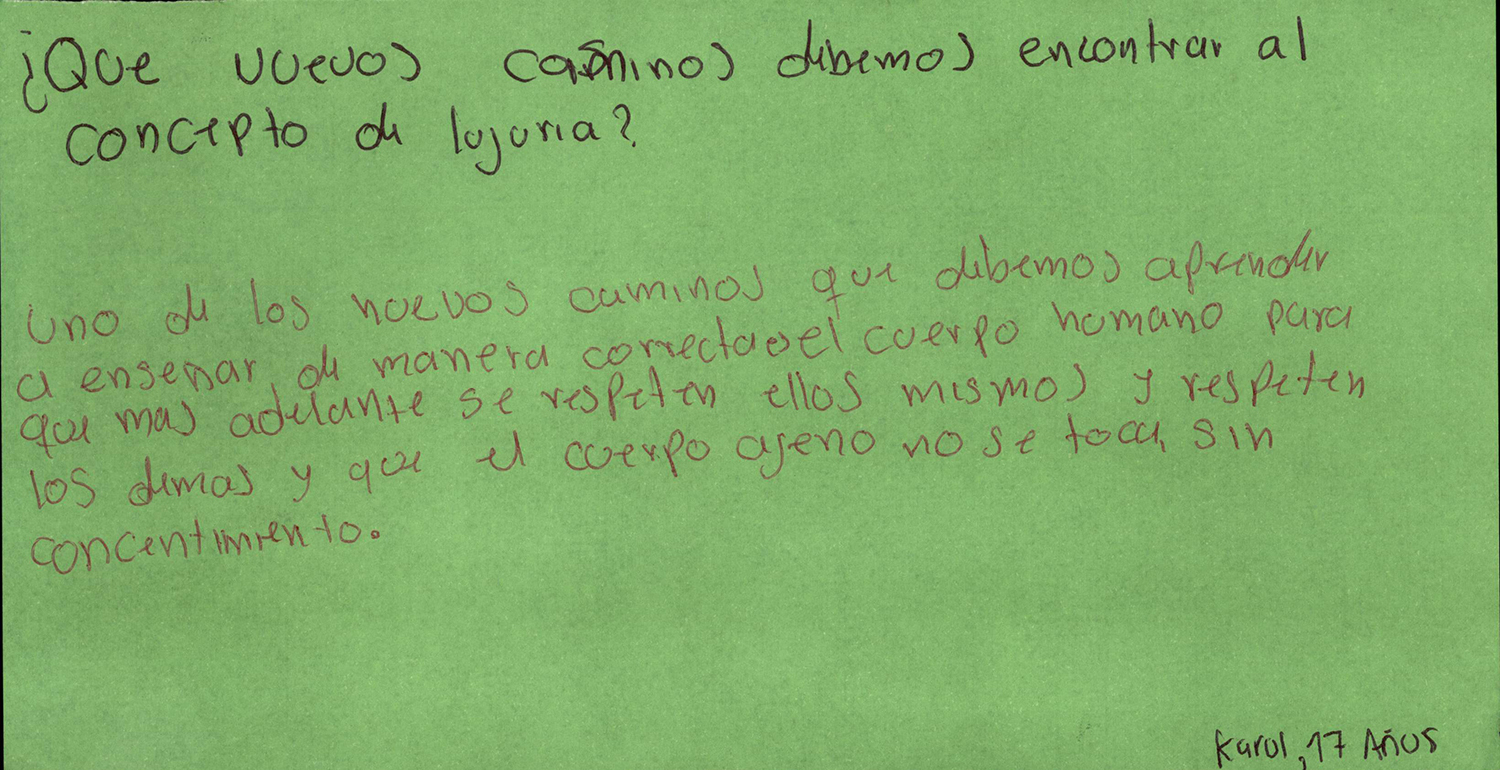 ¿Que nuevos caminos debemos encontrar al
concepto de lujuria?
Uno de los nuevos caminos que debemos aprender
a enseñar, de manera correcta el cuerpo humano para
que mas adelante se respeten ellos mismos y respeten
los demas y que el cuerpo ajeno no se toca, sin
concentimiento.
Karol, 17 Años